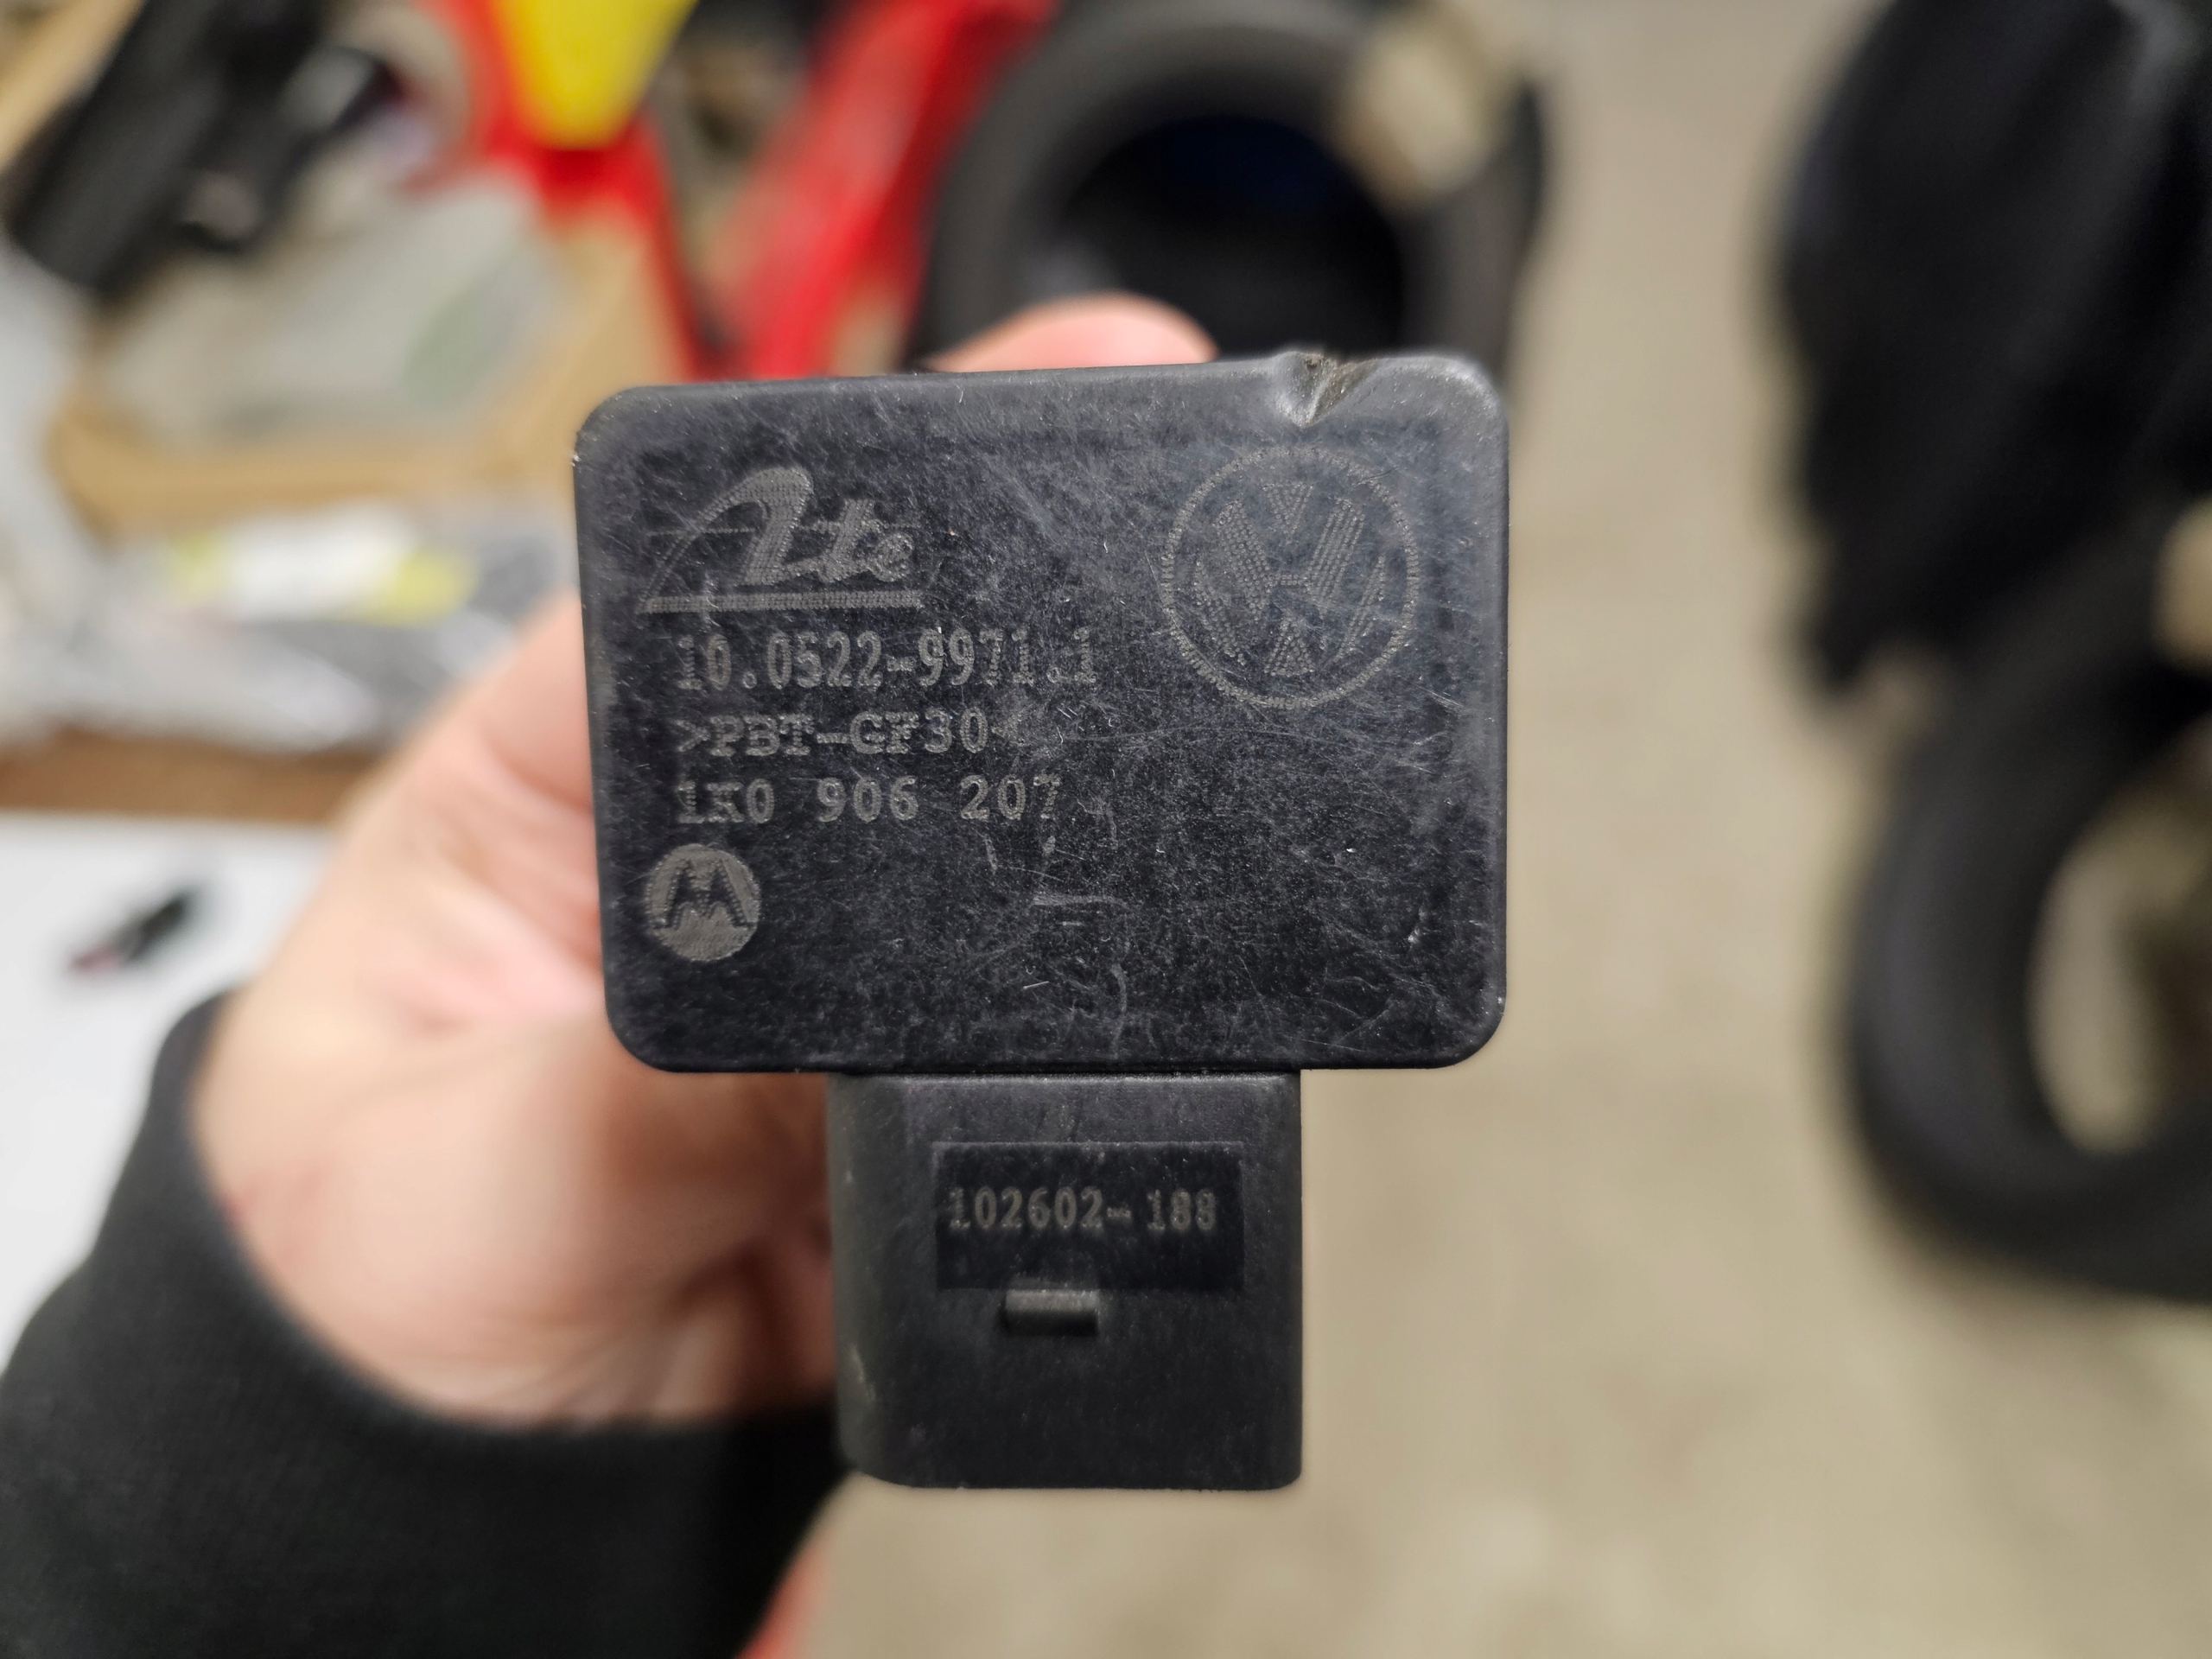 Ate
10.0522-9971.1
>PBT-GF30<
1K0 906 207
102602- 188